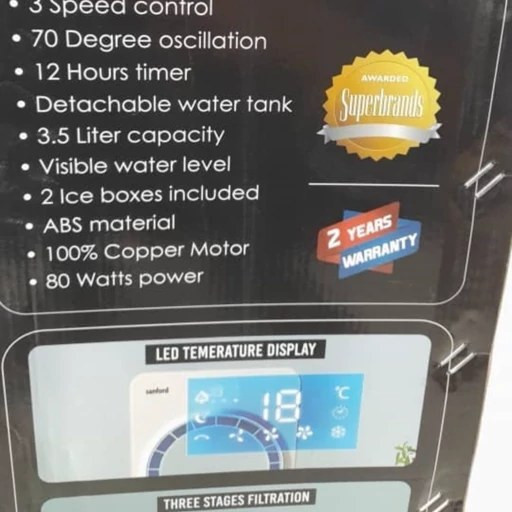 • 3 Speed control
• 70 Degree oscillation
• 12 Hours timer
• Detachable water tank
• 3.5 Liter capacity
• Visible water level
• 2 Ice boxes included
• ABS material
• 100% Copper Motor
• 80 Watts power
AWARDED
Superbrands
2 YEARS
WARRANTY
LED TEMERATURE DISPLAY
sanford
18
°C
THREE STAGES FILTRATION